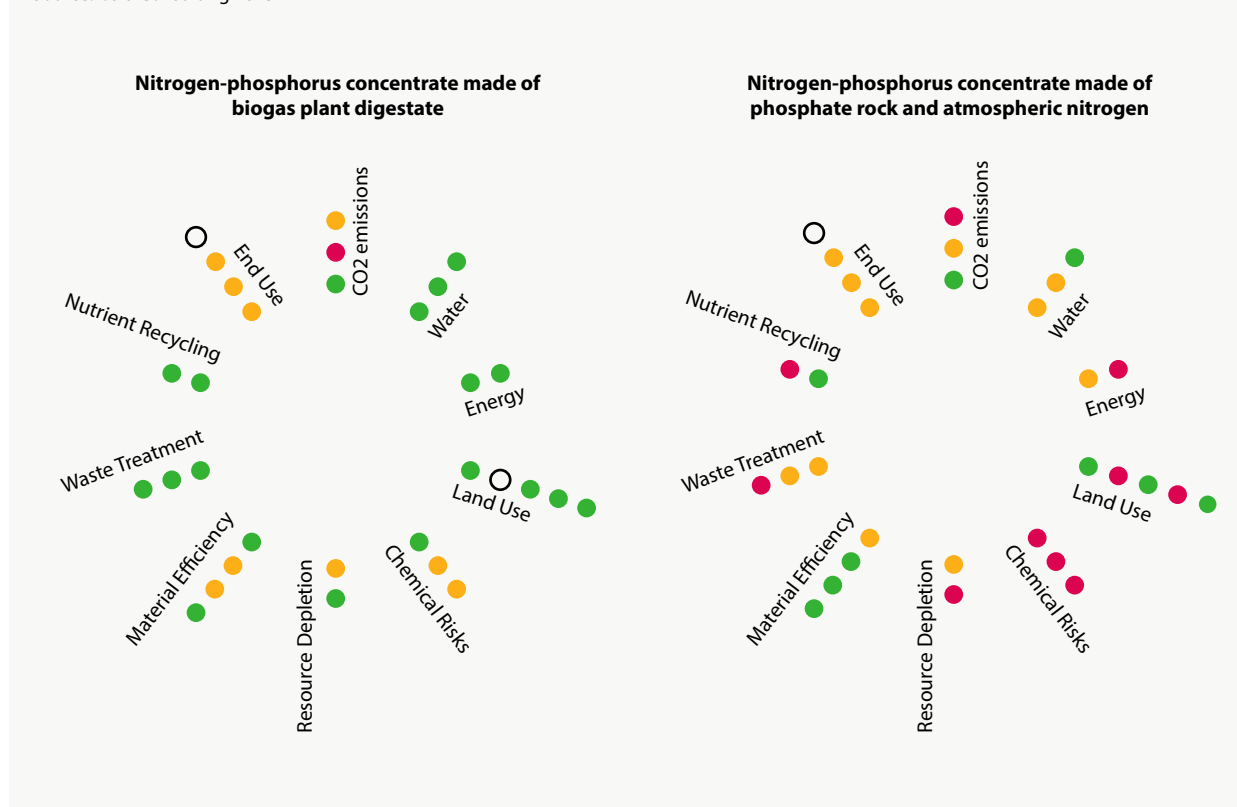 Nitrogen-phosphorus concentrate made of
biogas plant digestate
CO2 emissions
End Use
Water
Nutrient Recycling
Energy
Waste Treatment
Land Use
Material Efficiency
Chemical Risks
Resource Depletion
Nitrogen-phosphorus concentrate made of
phosphate rock and atmospheric nitrogen
CO2 emissions
End Use
Water
Nutrient Recycling
Energy
Waste Treatment
Land Use
Material Efficiency
Chemical Risks
Resource Depletion